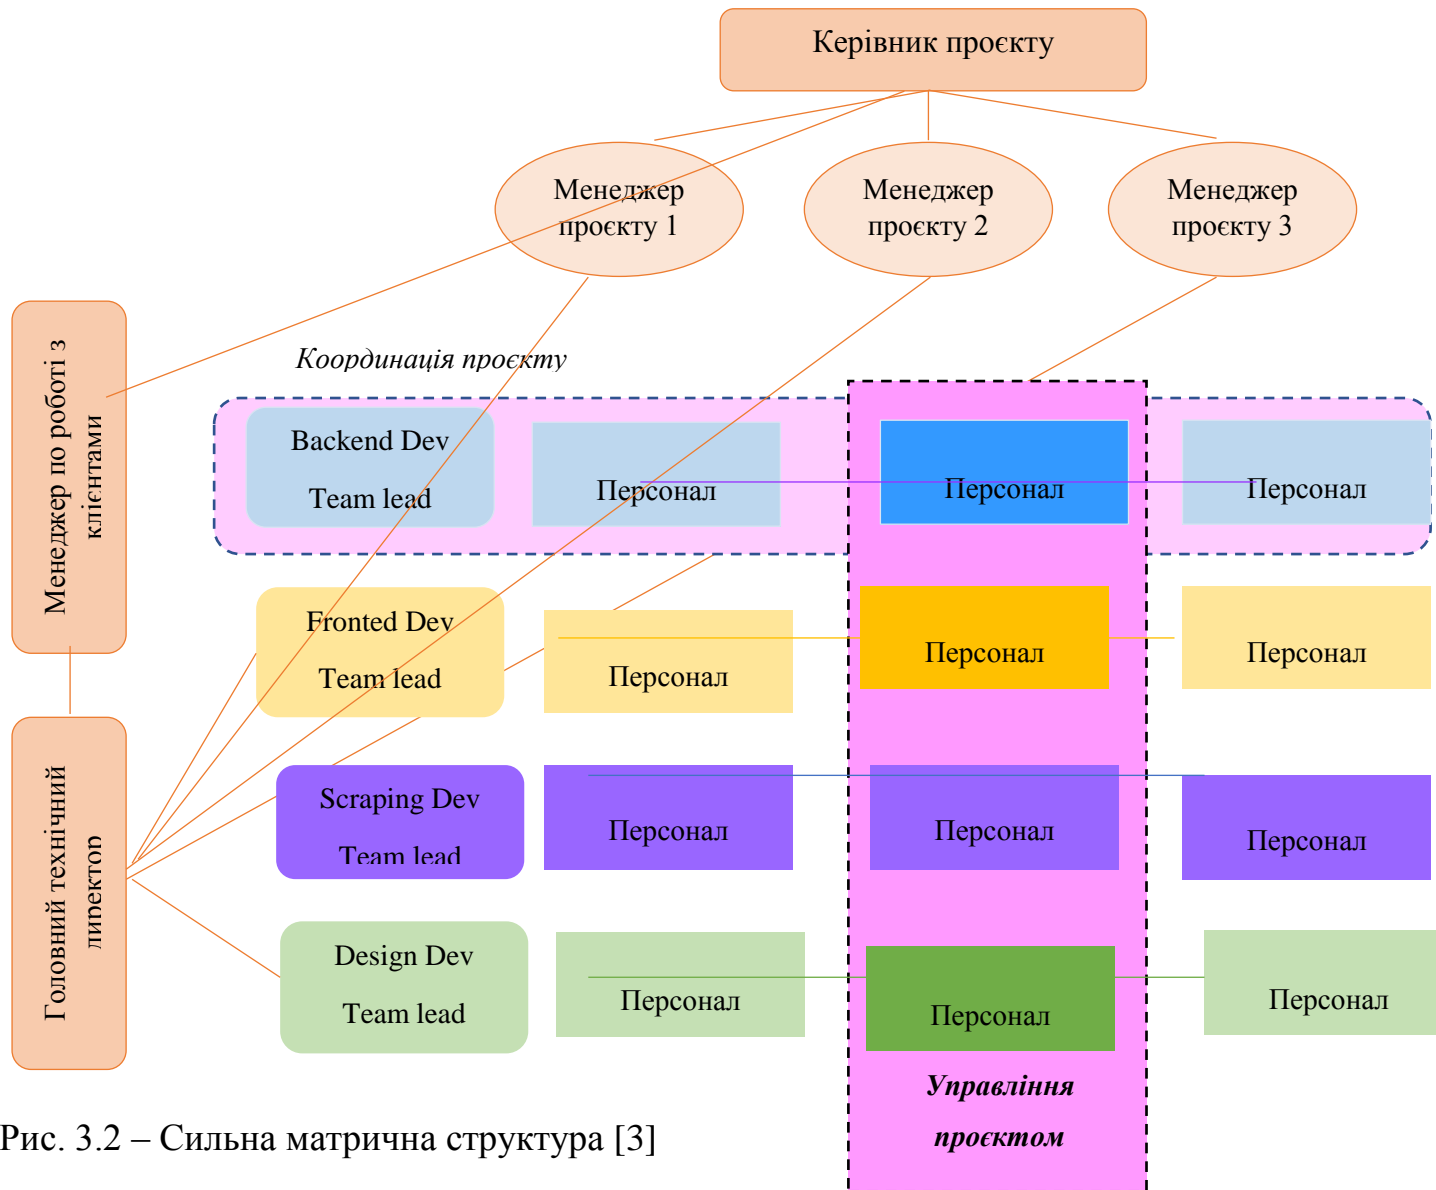 Керівник проєкту
Менеджер
проєкту 1
Менеджер
проєкту 2
Менеджер
проєкту 3
Менеджер по роботі з
клієнтами
Координація проєкту
Backend Dev
Team lead
Персонал
Персонал
Персонал
Fronted Dev
Team lead
Персонал
Персонал
Персонал
Головний технічний
директор
Scraping Dev
Team lead
Персонал
Персонал
Персонал
Design Dev
Team lead
Персонал
Персонал
Персонал
Управління
проєктом
Рис. 3.2 – Сильна матрична структура [3]